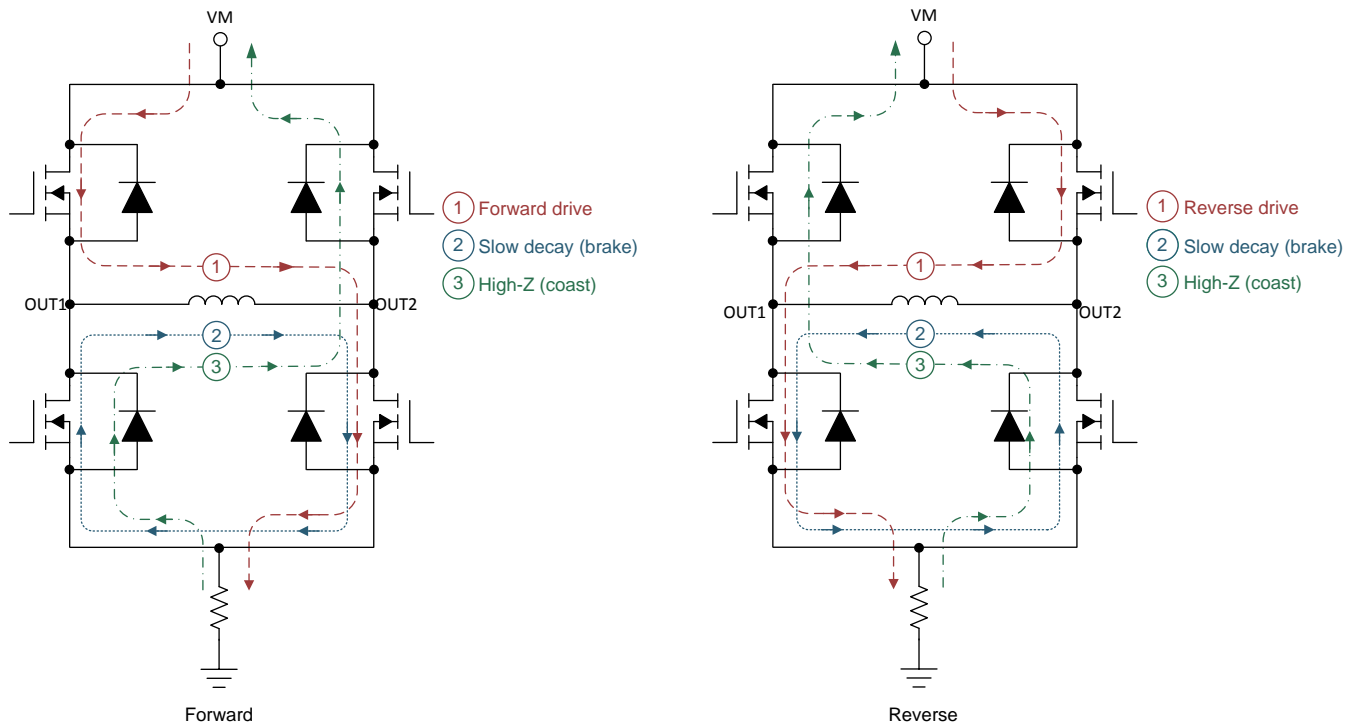 VM
1 Forward drive
2 Slow decay (brake)
3 High-Z (coast)
1
OUT1
OUT2
2
3
Forward
VM
1 Reverse drive
2 Slow decay (brake)
3 High-Z (coast)
1
OUT1
OUT2
2
3
Reverse